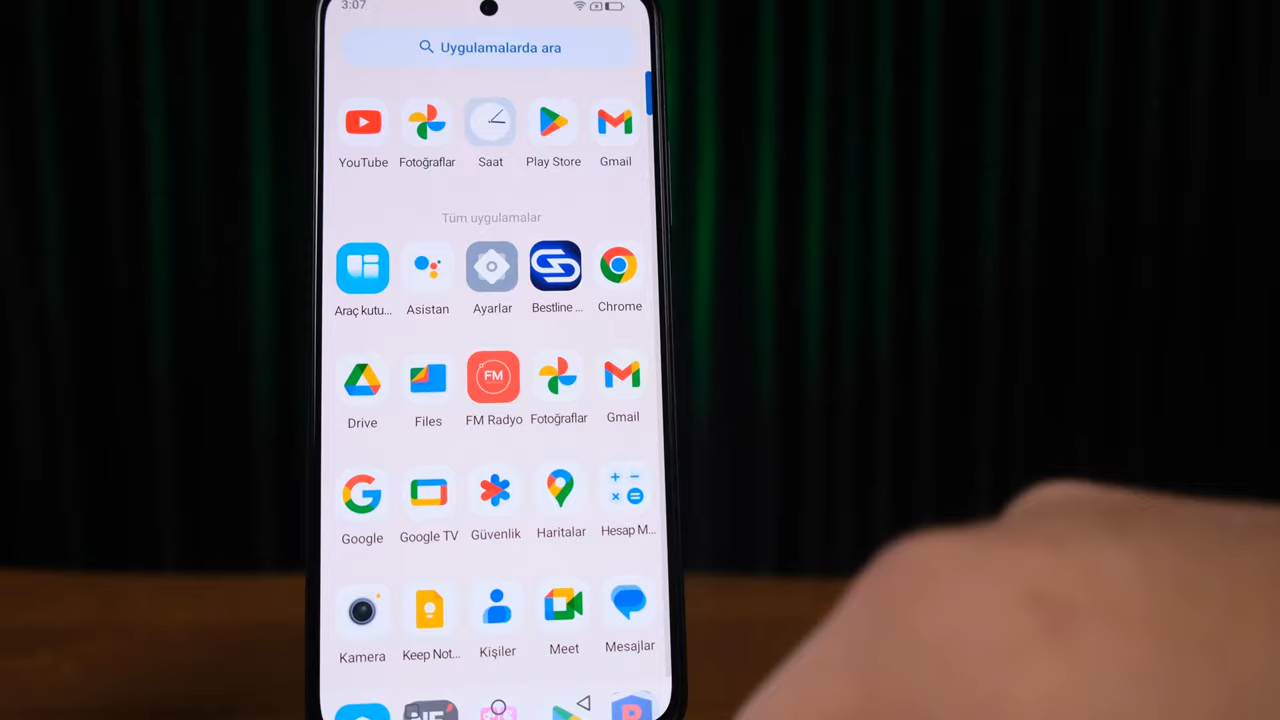 3:07
Uygulamalarda ara
YouTube Fotoğraflar Saat Play Store Gmail
Tüm uygulamalar
Araç kutu... Asistan Ayarlar Bestline ... Chrome
FM
Drive Files FM Radyo Fotoğraflar Gmail
Google Google TV Güvenlik Haritalar Hesap M...
Kamera Keep Not... Kişiler Meet Mesajlar